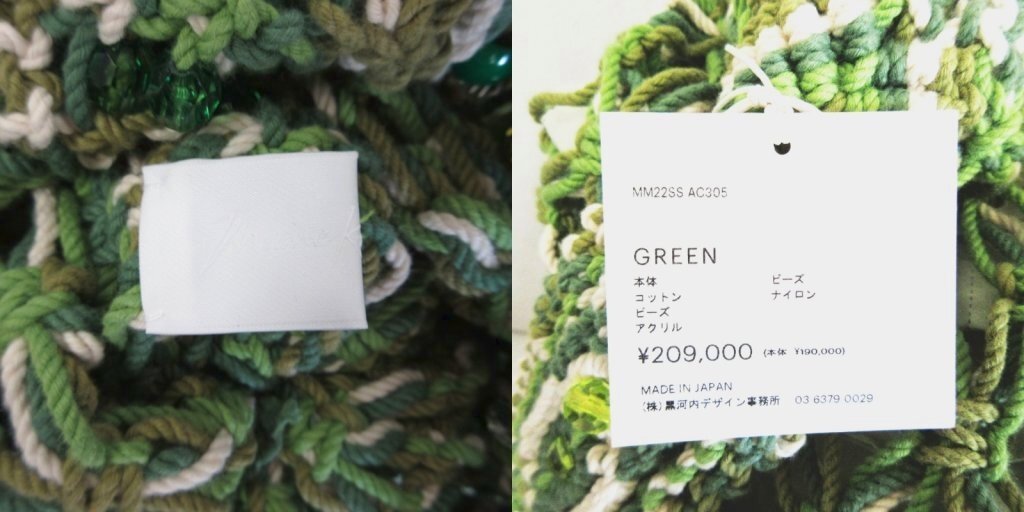 MM22SS AC305
GREEN
本体 ビーズ
コットン ナイロン
ビーズ
アクリル
¥209,000 (本体 ¥190,000)
MADE IN JAPAN
(株)黒河内デザイン事務所 03 6379 0029